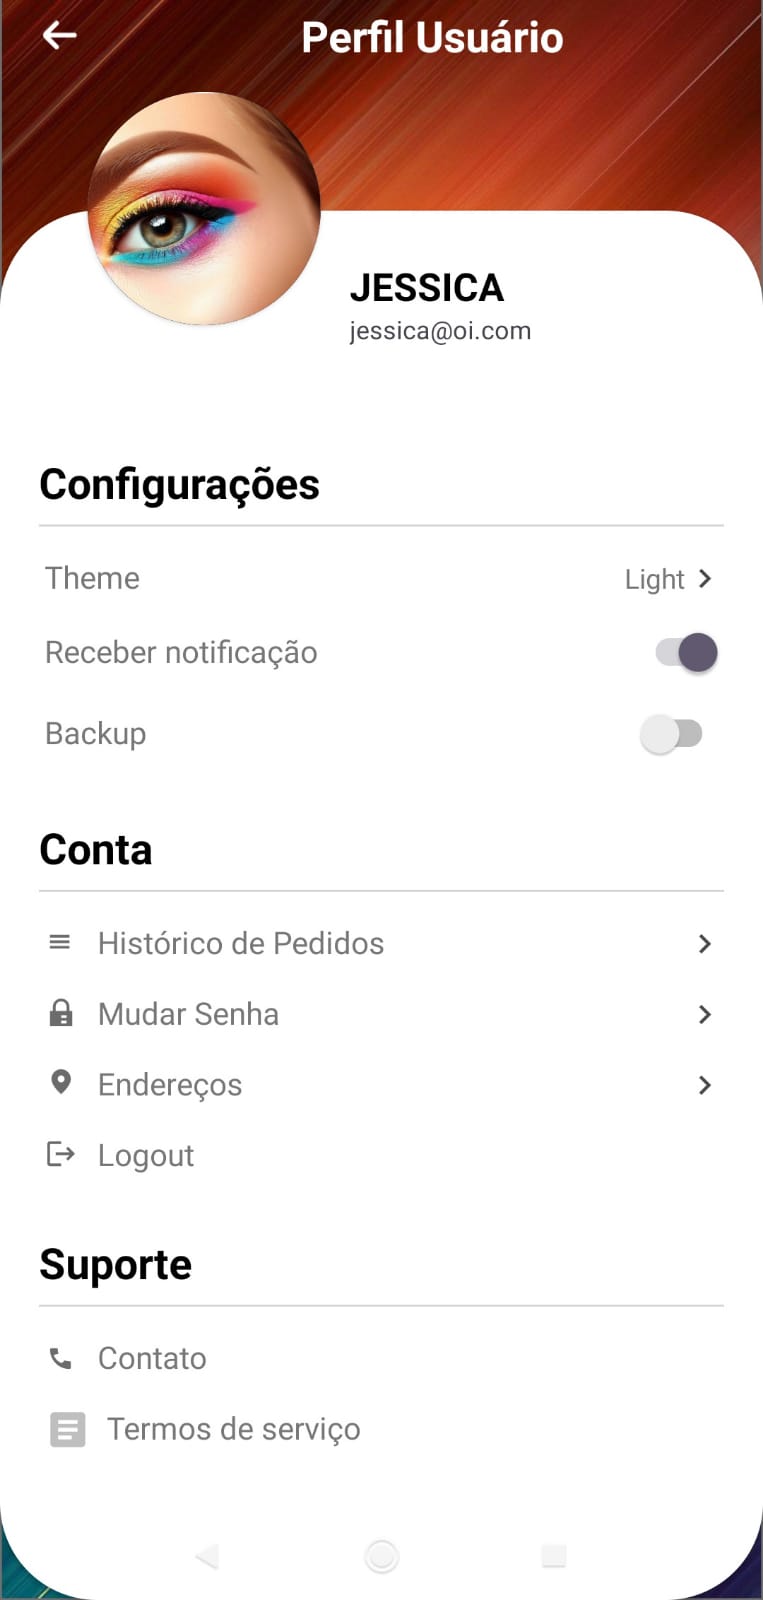 Perfil Usuário
JESSICA
jessica@oi.com
Configurações
Theme Light
Receber notificação
Backup
Conta
Histórico de Pedidos
Mudar Senha
Endereços
Logout
Suporte
Contato
Termos de serviço